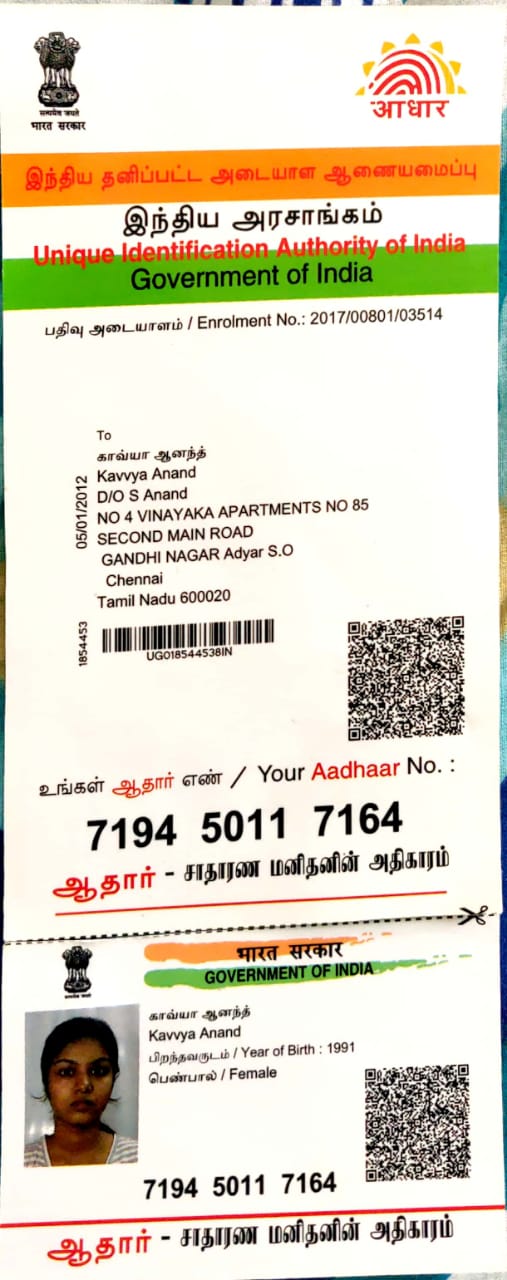 सत्यमेव जयते
भारत सरकार
आधार
இந்திய தனிப்பட்ட அடையாள ஆணையமைப்பு
இந்திய அரசாங்கம்
Unique Identification Authority of India
Government of India
பதிவு அடையாளம் / Enrolment No.: 2017/00801/03514
To
காவ்யா ஆனந்த்
Kavvya Anand
D/O S Anand
NO 4 VINAYAKA APARTMENTS NO 85
SECOND MAIN ROAD
GANDHI NAGAR Adyar S.O
Chennai
Tamil Nadu 600020
05/01/2012
1854453
UG018544538IN
உங்கள் ஆதார் எண் / Your Aadhaar No. :
7194 5011 7164
ஆதார் - சாதாரண மனிதனின் அதிகாரம்
भारत सरकार
GOVERNMENT OF INDIA
காவ்யா ஆனந்த்
Kavvya Anand
பிறந்தவருடம் / Year of Birth : 1991
பெண்பால் / Female
7194 5011 7164
ஆதார் - சாதாரண மனிதனின் அதிகாரம்